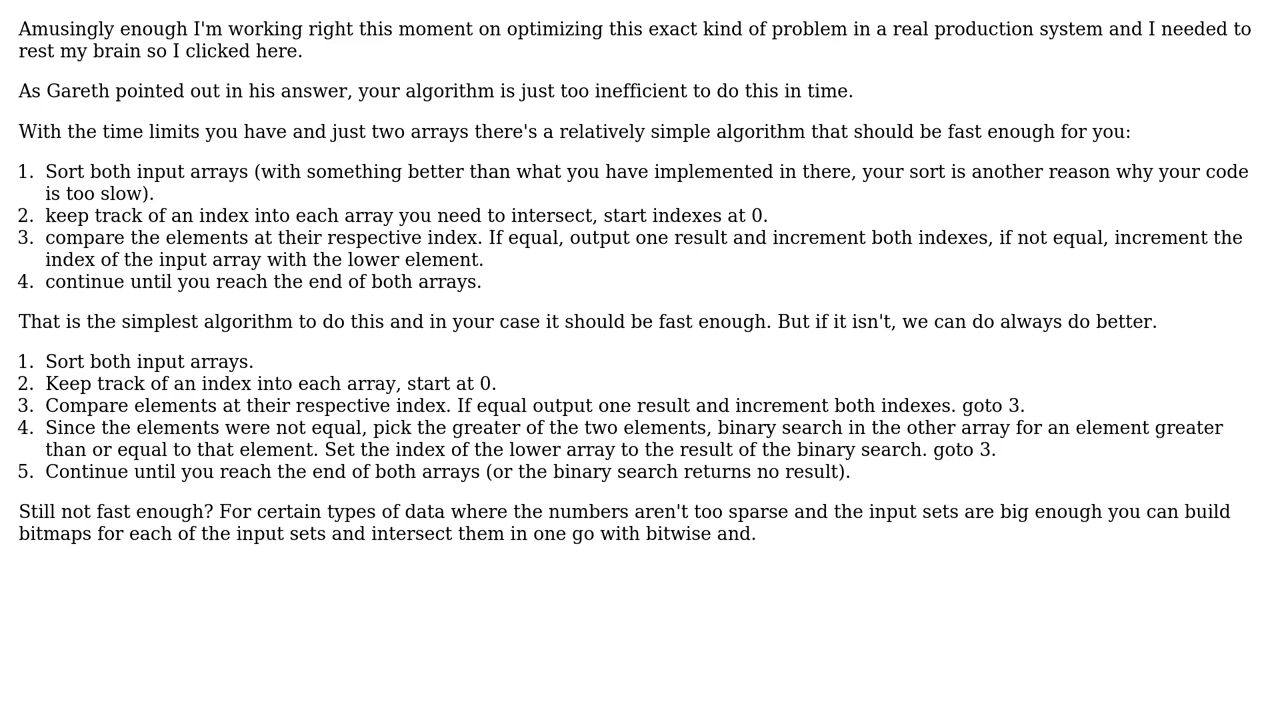 Amusingly enough I'm working right this moment on optimizing this exact kind of problem in a real production system and I needed to
rest my brain so I clicked here.
As Gareth pointed out in his answer, your algorithm is just too inefficient to do this in time.
With the time limits you have and just two arrays there's a relatively simple algorithm that should be fast enough for you:
1. Sort both input arrays (with something better than what you have implemented in there, your sort is another reason why your code
is too slow).
2. keep track of an index into each array you need to intersect, start indexes at 0.
3. compare the elements at their respective index. If equal, output one result and increment both indexes, if not equal, increment the
index of the input array with the lower element.
4. continue until you reach the end of both arrays.
That is the simplest algorithm to do this and in your case it should be fast enough. But if it isn't, we can do always do better.
1. Sort both input arrays.
2. Keep track of an index into each array, start at 0.
3. Compare elements at their respective index. If equal output one result and increment both indexes. goto 3.
4. Since the elements were not equal, pick the greater of the two elements, binary search in the other array for an element greater
than or equal to that element. Set the index of the lower array to the result of the binary search. goto 3.
5. Continue until you reach the end of both arrays (or the binary search returns no result).
Still not fast enough? For certain types of data where the numbers aren't too sparse and the input sets are big enough you can build
bitmaps for each of the input sets and intersect them in one go with bitwise and.